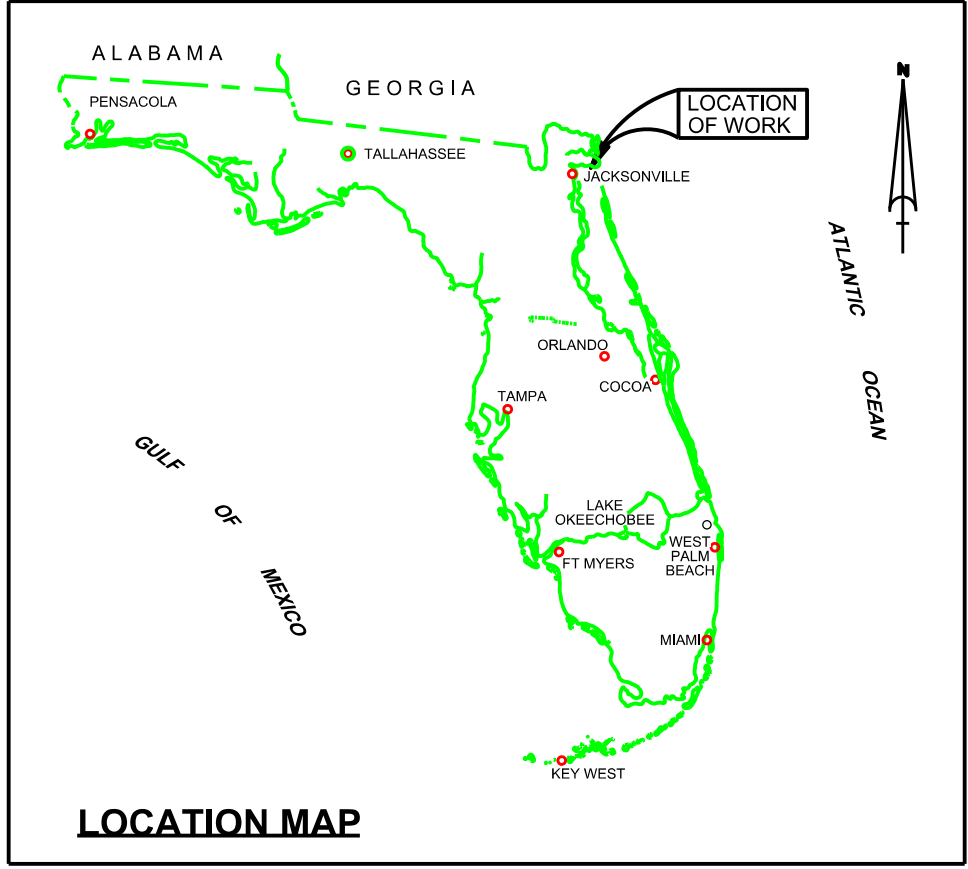 ALABAMA
GEORGIA
PENSACOLA
TALLAHASSEE
LOCATION
OF WORK
N
JACKSONVILLE
ATLANTIC
OCEAN
ORLANDO
COCOA
TAMPA
GULF
OF
MEXICO
LAKE
OKEECHOBEE
WEST
PALM
BEACH
FT MYERS
MIAMI
KEY WEST
LOCATION MAP